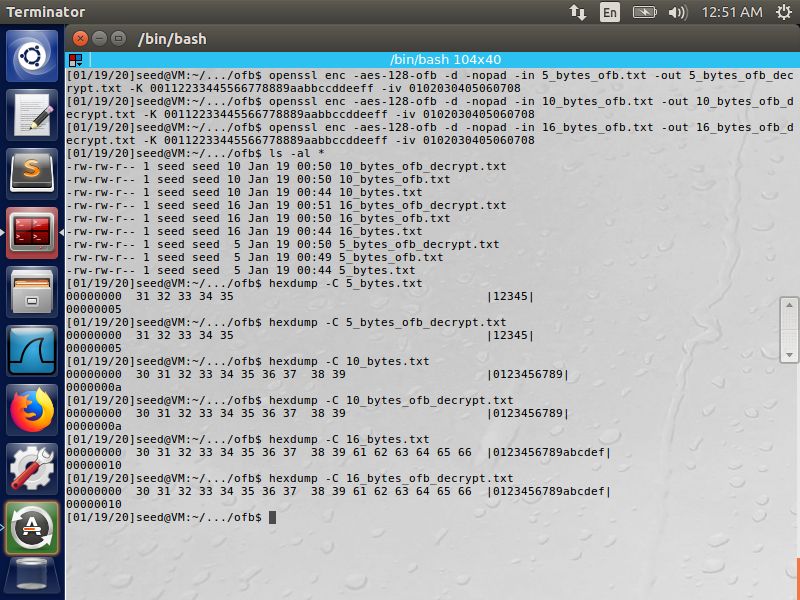 Terminator
En
12:51 AM
/bin/bash
/bin/bash 104x40
[01/19/20]seed@VM:~/.../ofb$ openssl enc -aes-128-ofb -d -nopad -in 5_bytes_ofb.txt -out 5_bytes_ofb_dec
rypt.txt -K 00112233445566778889aabbccddeeff -iv 0102030405060708
[01/19/20]seed@VM:~/.../ofb$ openssl enc -aes-128-ofb -d -nopad -in 10_bytes_ofb.txt -out 10_bytes_ofb_d
ecrypt.txt -K 00112233445566778889aabbccddeeff -iv 0102030405060708
[01/19/20]seed@VM:~/.../ofb$ openssl enc -aes-128-ofb -d -nopad -in 16_bytes_ofb.txt -out 16_bytes_ofb_d
ecrypt.txt -K 00112233445566778889aabbccddeeff -iv 0102030405060708
[01/19/20]seed@VM:~/.../ofb$ ls -al *
-rw-rw-r-- 1 seed seed 10 Jan 19 00:50 10_bytes_ofb_decrypt.txt
-rw-rw-r-- 1 seed seed 10 Jan 19 00:50 10_bytes_ofb.txt
-rw-rw-r-- 1 seed seed 10 Jan 19 00:44 10_bytes.txt
-rw-rw-r-- 1 seed seed 16 Jan 19 00:51 16_bytes_ofb_decrypt.txt
-rw-rw-r-- 1 seed seed 16 Jan 19 00:50 16_bytes_ofb.txt
-rw-rw-r-- 1 seed seed 16 Jan 19 00:44 16_bytes.txt
-rw-rw-r-- 1 seed seed  5 Jan 19 00:50 5_bytes_ofb_decrypt.txt
-rw-rw-r-- 1 seed seed  5 Jan 19 00:49 5_bytes_ofb.txt
-rw-rw-r-- 1 seed seed  5 Jan 19 00:44 5_bytes.txt
[01/19/20]seed@VM:~/.../ofb$ hexdump -C 5_bytes.txt
00000000  31 32 33 34 35                                    |12345|
00000005
[01/19/20]seed@VM:~/.../ofb$ hexdump -C 5_bytes_ofb_decrypt.txt
00000000  31 32 33 34 35                                    |12345|
00000005
[01/19/20]seed@VM:~/.../ofb$ hexdump -C 10_bytes.txt
00000000  30 31 32 33 34 35 36 37  38 39                    |0123456789|
0000000a
[01/19/20]seed@VM:~/.../ofb$ hexdump -C 10_bytes_ofb_decrypt.txt
00000000  30 31 32 33 34 35 36 37  38 39                    |0123456789|
0000000a
[01/19/20]seed@VM:~/.../ofb$ hexdump -C 16_bytes.txt
00000000  30 31 32 33 34 35 36 37  38 39 61 62 63 64 65 66  |0123456789abcdef|
00000010
[01/19/20]seed@VM:~/.../ofb$ hexdump -C 16_bytes_ofb_decrypt.txt
00000000  30 31 32 33 34 35 36 37  38 39 61 62 63 64 65 66  |0123456789abcdef|
00000010
[01/19/20]seed@VM:~/.../ofb$